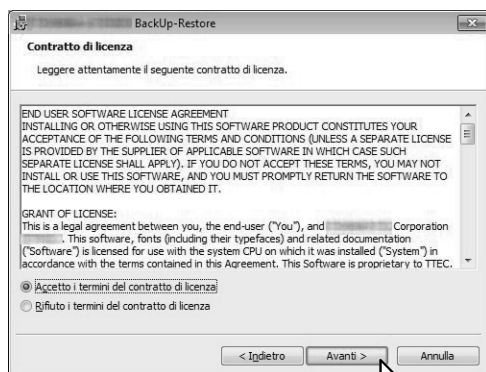 BackUp-Restore
Contratto di licenza
Leggere attentamente il seguente contratto di licenza.
END USER SOFTWARE LICENSE AGREEMENT
INSTALLING OR OTHERWISE USING THIS SOFTWARE PRODUCT CONSTITUTES YOUR
ACCEPTANCE OF THE FOLLOWING TERMS AND CONDITIONS (UNLESS A SEPARATE LICENSE
IS PROVIDED BY THE SUPPLIER OF APPLICABLE SOFTWARE IN WHICH CASE SUCH
SEPARATE LICENSE SHALL APPLY). IF YOU DO NOT ACCEPT THESE TERMS, YOU MAY NOT
INSTALL OR USE THIS SOFTWARE, AND YOU MUST PROMPTLY RETURN THE SOFTWARE TO
THE LOCATION WHERE YOU OBTAINED IT.
GRANT OF LICENSE:
This is a legal agreement between you, the end-user ("You"), and Corporation
. This software, fonts (including their typefaces) and related documentation
("Software") is licensed for use with the system CPU on which it was installed ("System") in
accordance with the terms contained in this Agreement. This Software is proprietary to TTEC.
Accetto i termini del contratto di licenza
Rifiuto i termini del contratto di licenza
< Indietro Avanti > Annulla